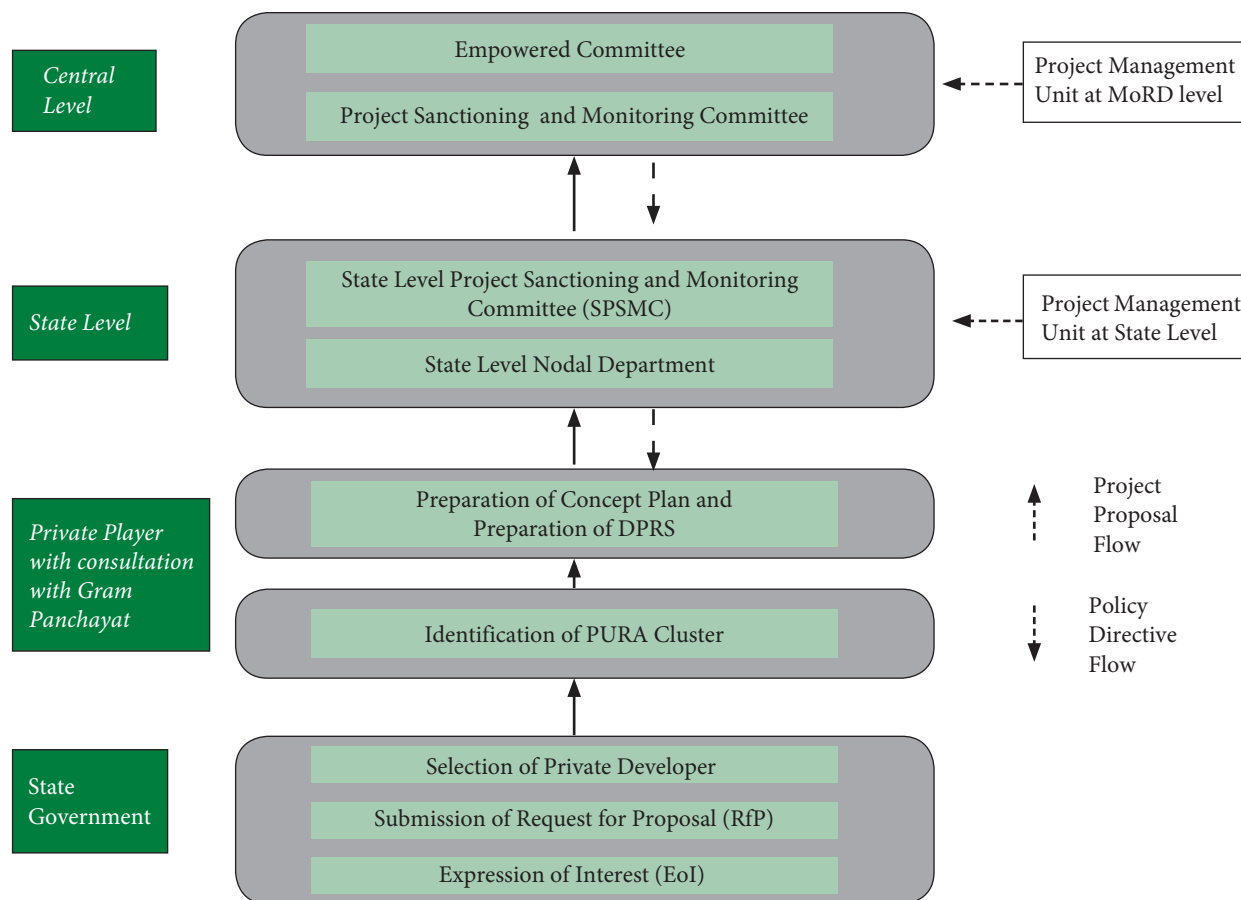 Central
Level
Empowered Committee
Project Sanctioning and Monitoring Committee
Project Management
Unit at MoRD level
State Level
State Level Project Sanctioning and Monitoring
Committee (SPSMC)
State Level Nodal Department
Project Management
Unit at State Level
Private Player
with consultation
with Gram
Panchayat
Preparation of Concept Plan and
Preparation of DPRS
Identification of PURA Cluster
Project
Proposal
Flow
Policy
Directive
Flow
State
Government
Selection of Private Developer
Submission of Request for Proposal (RfP)
Expression of Interest (EoI)